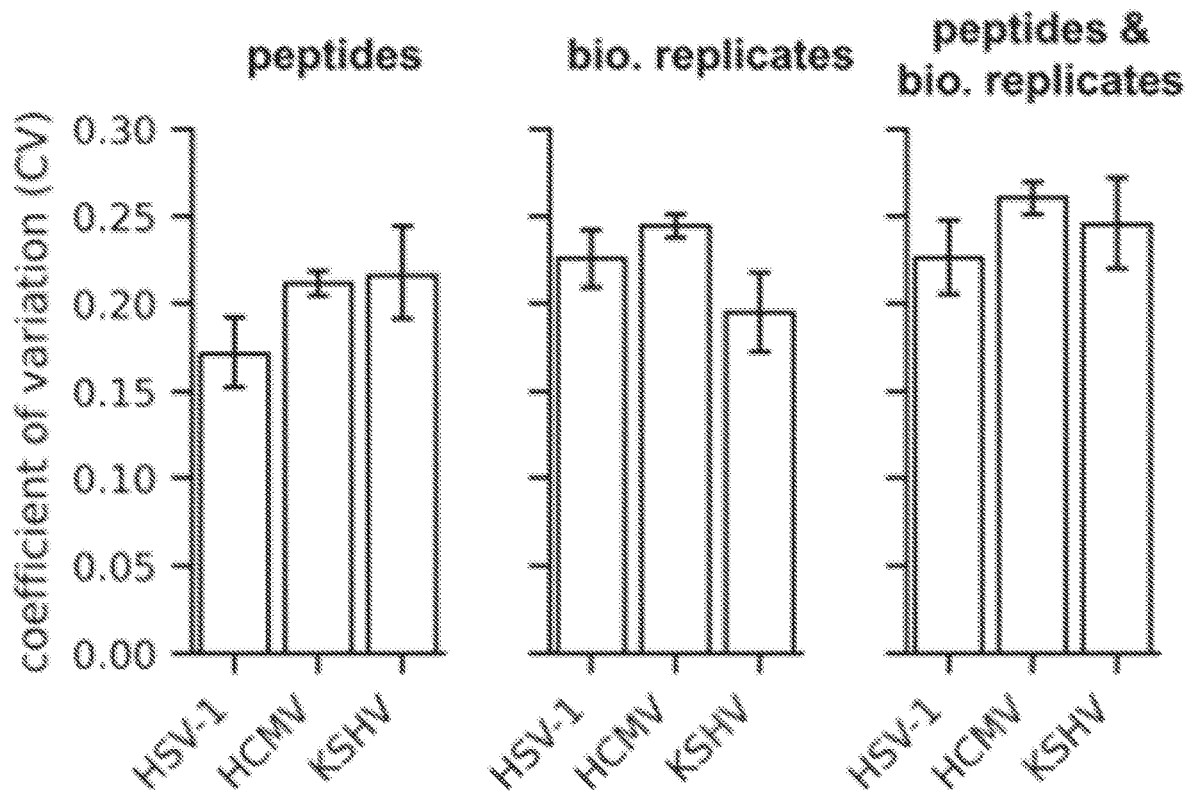 peptides
bio. replicates
peptides &
bio. replicates
coefficient of variation (CV)
0.30
0.25
0.20
0.15
0.10
0.05
0.00
HSV-1
HCMV
KSHV
HSV-1
HCMV
KSHV
HSV-1
HCMV
KSHV